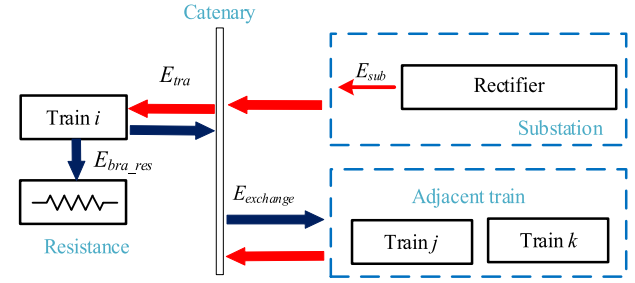 Catenary
E_tra
E_sub
Rectifier
Train i
Substation
E_bra_res
E_exchange
Adjacent train
Train j
Train k
Resistance